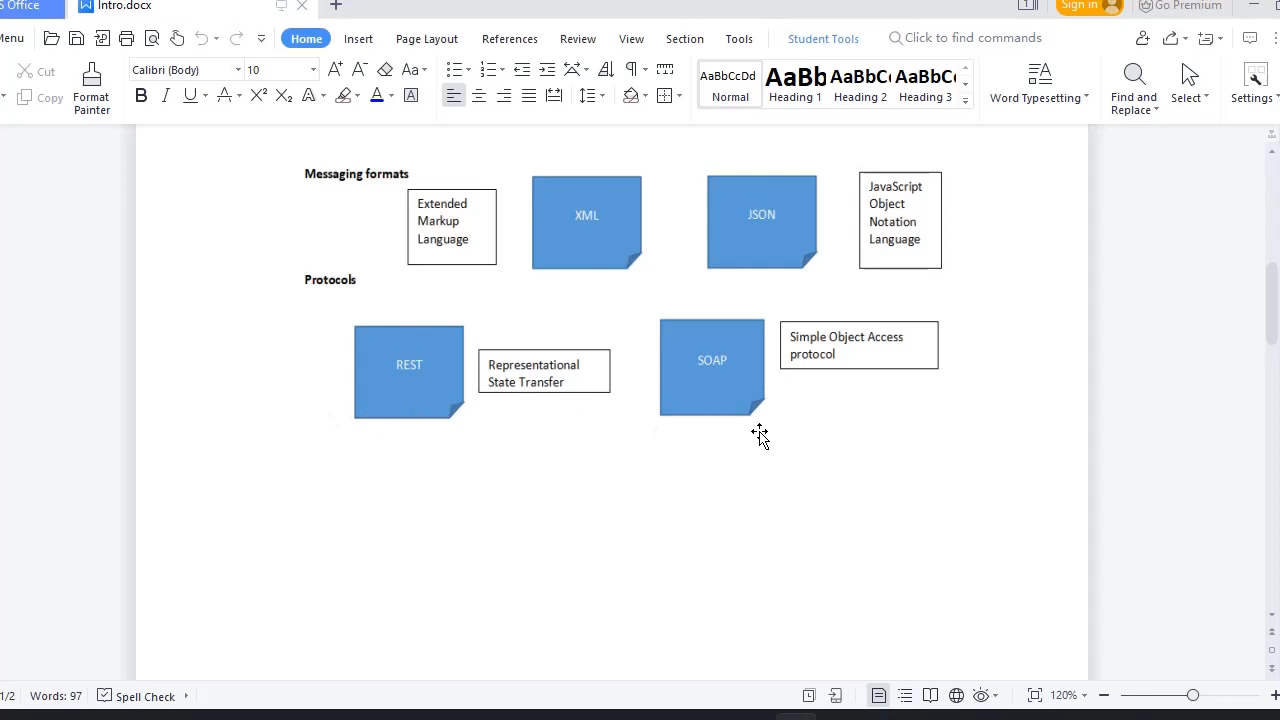 S Office
Intro.docx
Sign in
Go Premium
Menu
Home
Insert
Page Layout
References
Review
View
Section
Tools
Student Tools
Click to find commands
Cut
Copy
Format
Painter
Calibri (Body)
10
AaBbCcDd
Normal
AaBb
Heading 1
AaBbC
Heading 2
AaBbC
Heading 3
Word Typesetting
Find and
Replace
Select
Settings
Messaging formats
Extended
Markup
Language
XML
JSON
JavaScript
Object
Notation
Language
Protocols
REST
Representational
State Transfer
SOAP
Simple Object Access
protocol
1/2
Words: 97
Spell Check
120%